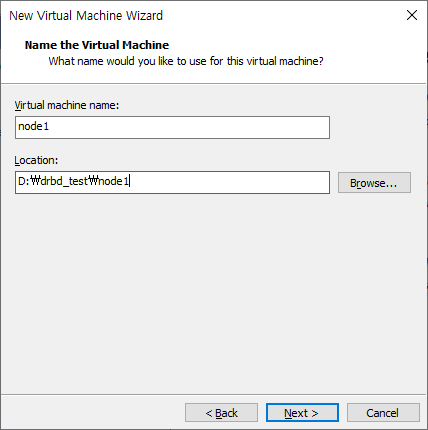 New Virtual Machine Wizard
Name the Virtual Machine
What name would you like to use for this virtual machine?
Virtual machine name:
node1
Location:
D:₩drbd_test₩node1
Browse...
< Back
Next >
Cancel